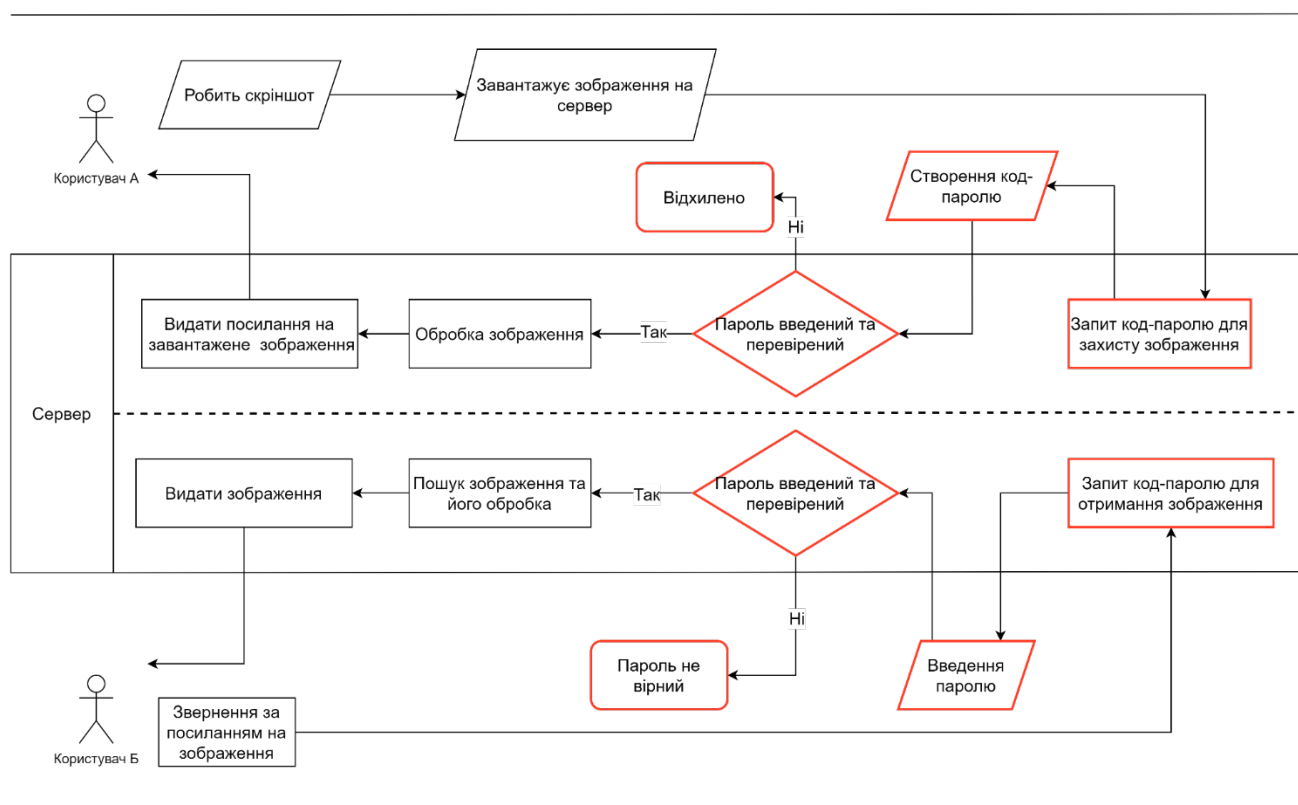 Робить скріншот
Завантажує зображення на
сервер
Користувач А
Відхилено
Створення код-
паролю
Ні
Видати посилання на
завантажене зображення
Обробка зображення
Так
Пароль введений та
перевірений
Запит код-паролю для
захисту зображення
Сервер
Видати зображення
Пошук зображення та
його обробка
Так
Пароль введений та
перевірений
Запит код-паролю для
отримання зображення
Ні
Пароль не
вірний
Введення
паролю
Користувач Б
Звернення за
посиланням на
зображення